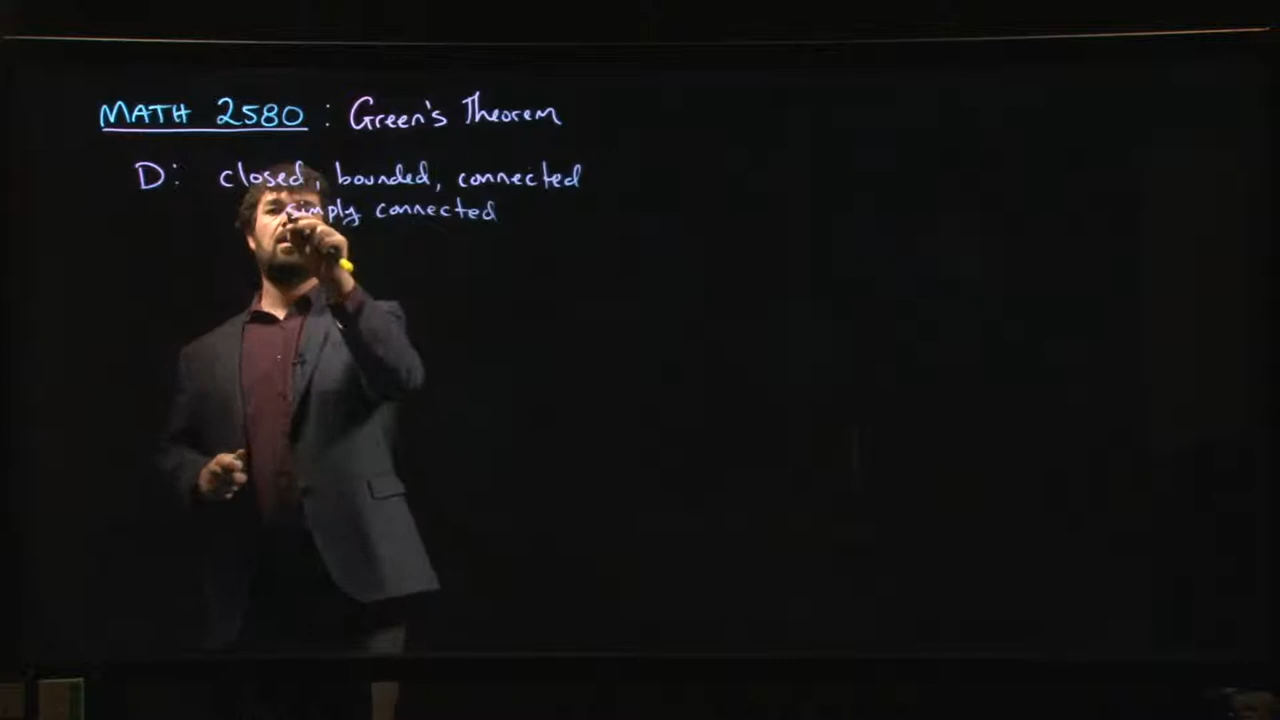 MATH 2580 : Green's Theorem
D: closed, bounded, connected
simply connected